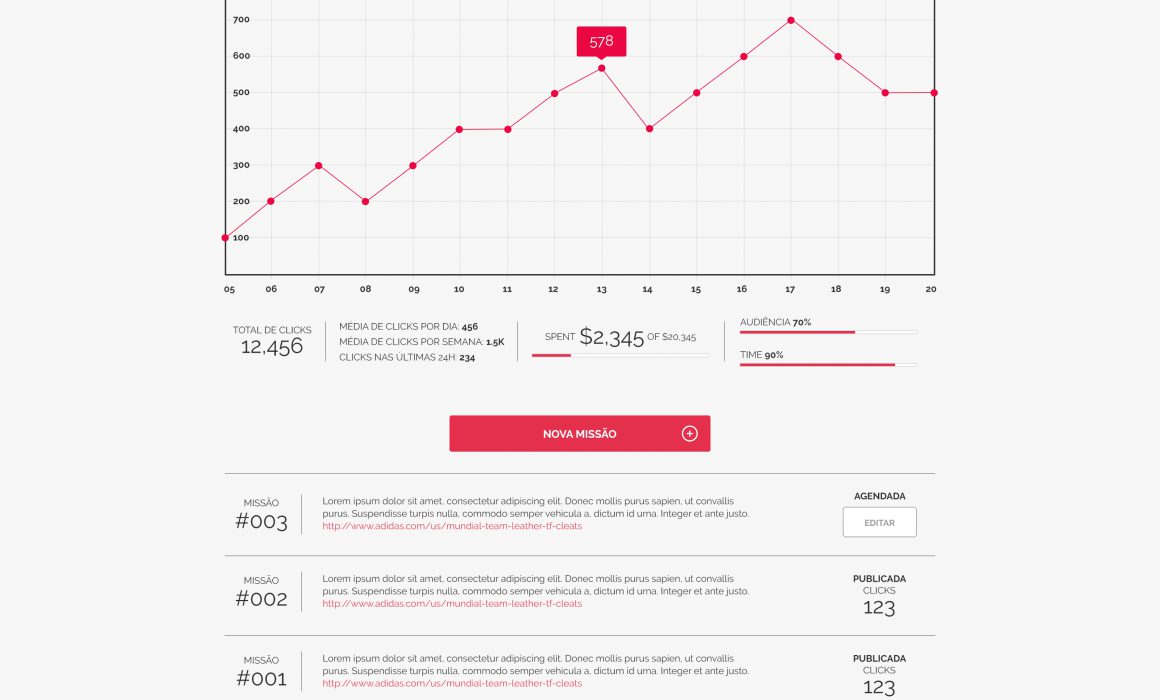 700
578
600
500
400
300
200
100
05 06 07 08 09 10 11 12 13 14 15 16 17 18 19 20
TOTAL DE CLICKS
12,456
MÉDIA DE CLICKS POR DIA: 456
MÉDIA DE CLICKS POR SEMANA: 1.5K
CLICKS NAS ÚLTIMAS 24H: 234
SPENT $2,345 OF $20,345
AUDIÊNCIA 70%
TIME 90%
NOVA MISSÃO
MISSÃO
#003
Lorem ipsum dolor sit amet, consectetur adipiscing elit. Donec mollis purus sapien, ut convallis
purus. Suspendisse turpis nulla, commodo semper vehicula a, dictum id urna. Integer et ante justo.
http://www.adidas.com/us/mundial-team-leather-tf-cleats
AGENDADA
EDITAR
MISSÃO
#002
Lorem ipsum dolor sit amet, consectetur adipiscing elit. Donec mollis purus sapien, ut convallis
purus. Suspendisse turpis nulla, commodo semper vehicula a, dictum id urna. Integer et ante justo.
http://www.adidas.com/us/mundial-team-leather-tf-cleats
PUBLICADA
CLICKS
123
MISSÃO
#001
Lorem ipsum dolor sit amet, consectetur adipiscing elit. Donec mollis purus sapien, ut convallis
purus. Suspendisse turpis nulla, commodo semper vehicula a, dictum id urna. Integer et ante justo.
http://www.adidas.com/us/mundial-team-leather-tf-cleats
PUBLICADA
CLICKS
123